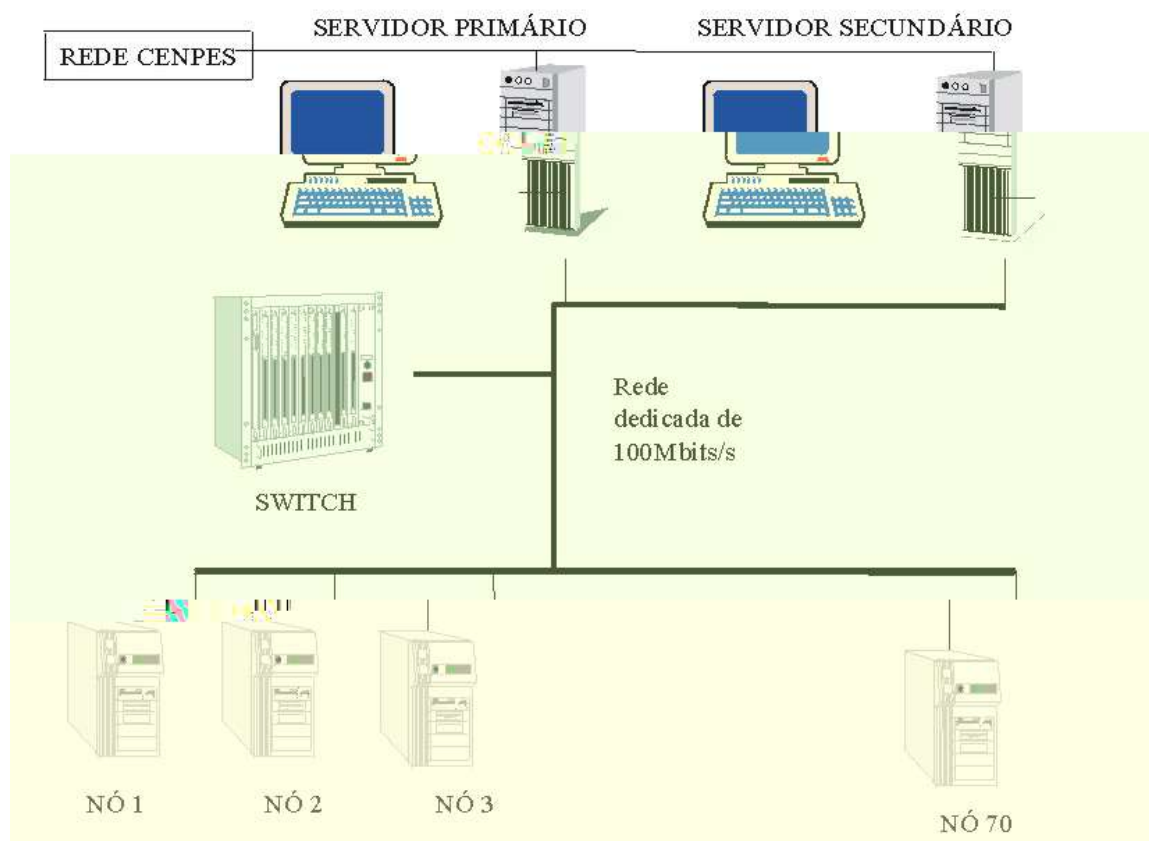 SERVIDOR PRIMÁRIO
SERVIDOR SECUNDÁRIO
REDE CENPES
Rede
dedicada de
100Mbits/s
SWITCH
NÓ 1
NÓ 2
NÓ 3
NÓ 70